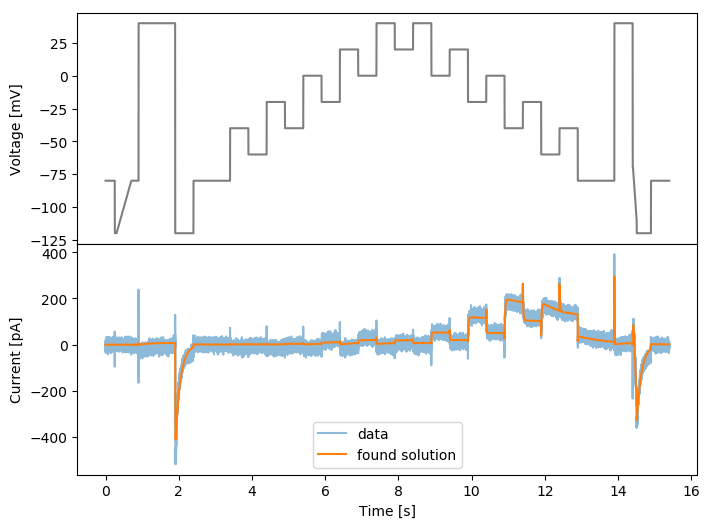 Voltage [mV]
25
0
−25
−50
−75
−100
−125
Current [pA]
400
200
0
−200
−400
data
found solution
0 2 4 6 8 10 12 14 16
Time [s]